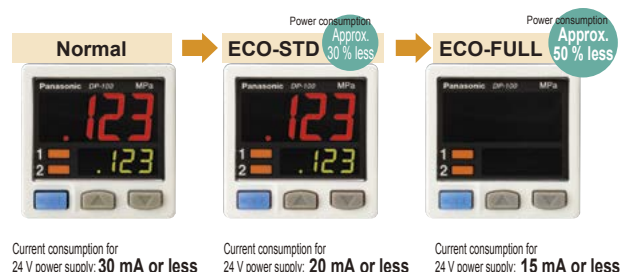 Power consumption
Approx.
30 % less
Power consumption
Approx.
50 % less
Normal
ECO-STD
ECO-FULL
Panasonic DP-100 MPa
.123
1
2
.123
Panasonic DP-100 MPa
.123
1
2
.123
Panasonic DP-100 MPa
1
2
Current consumption for
24 V power supply: 30 mA or less
Current consumption for
24 V power supply: 20 mA or less
Current consumption for
24 V power supply: 15 mA or less